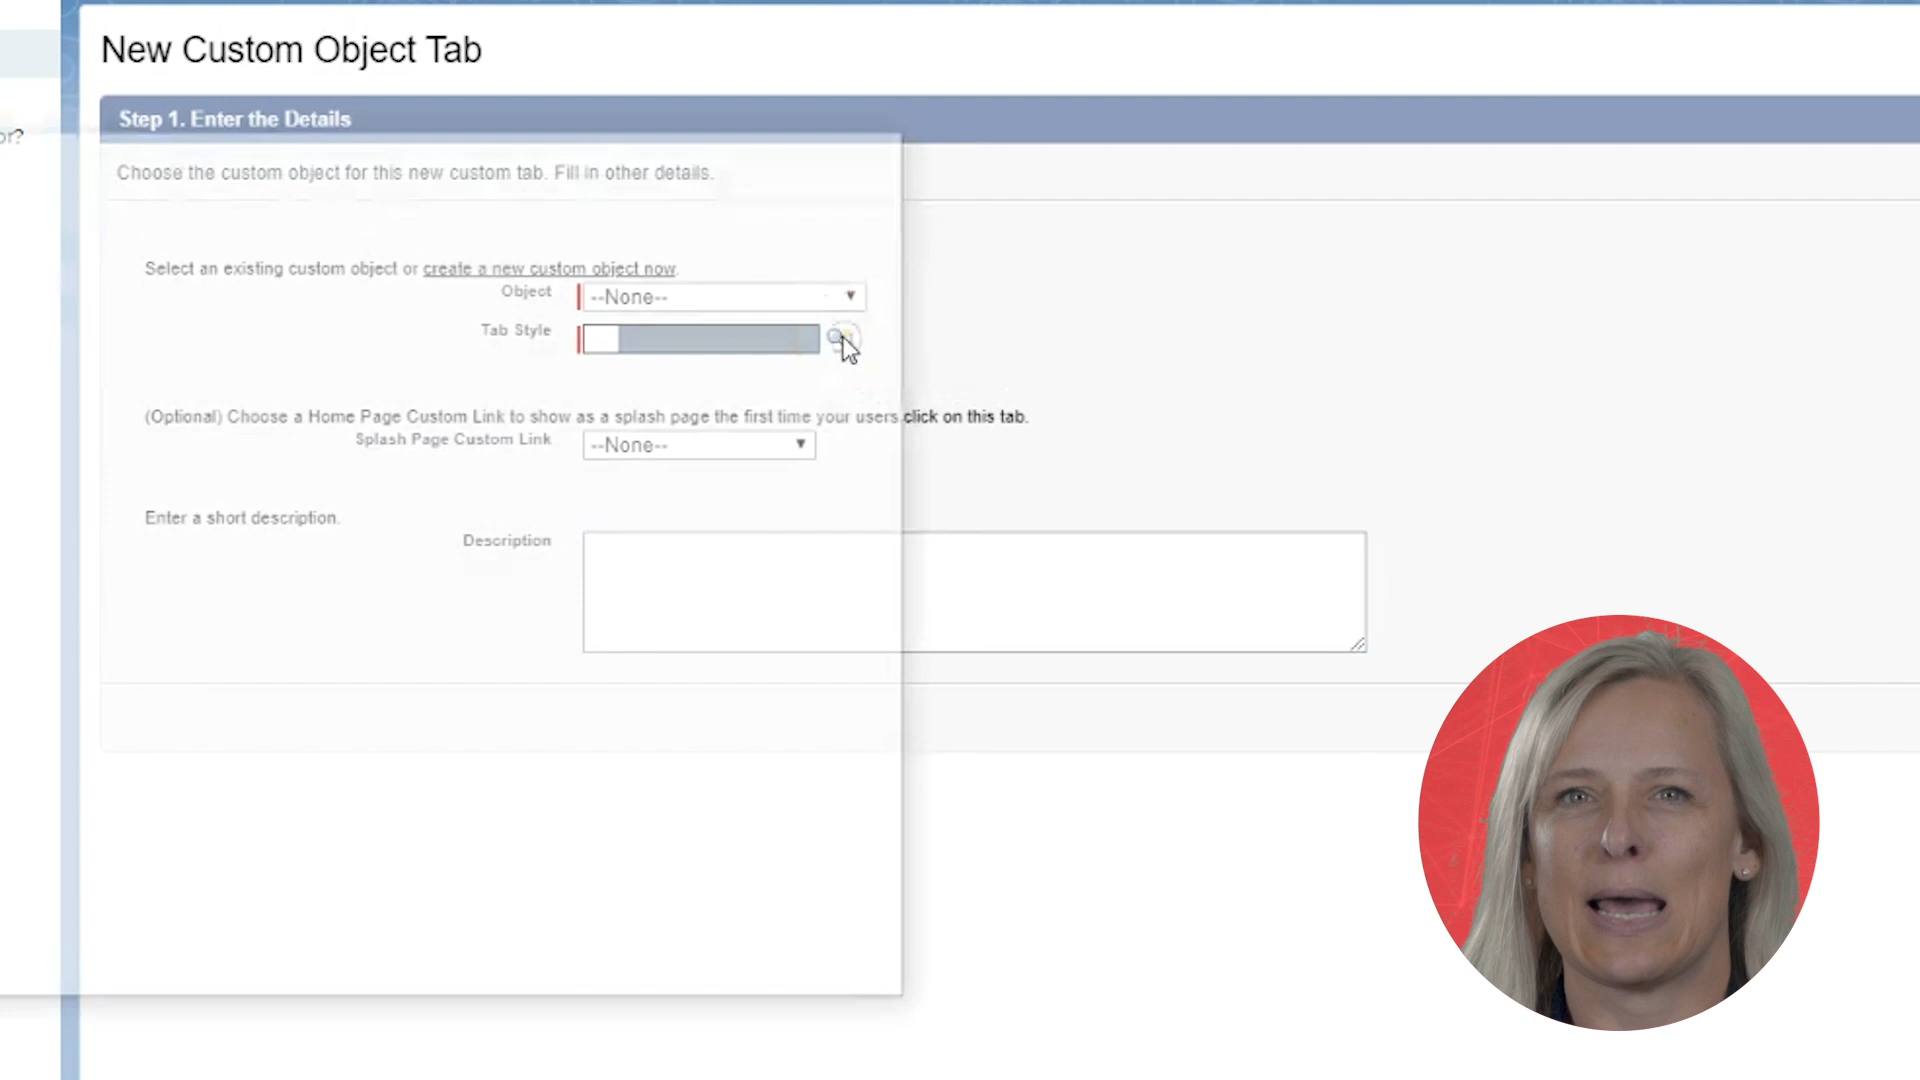 New Custom Object Tab
Step 1. Enter the Details
or?
Choose the custom object for this new custom tab. Fill in other details.
Select an existing custom object or create a new custom object now.
Object
--None--
Tab Style
(Optional) Choose a Home Page Custom Link to show as a splash page the first time your users click on this tab.
Splash Page Custom Link
--None--
Enter a short description.
Description